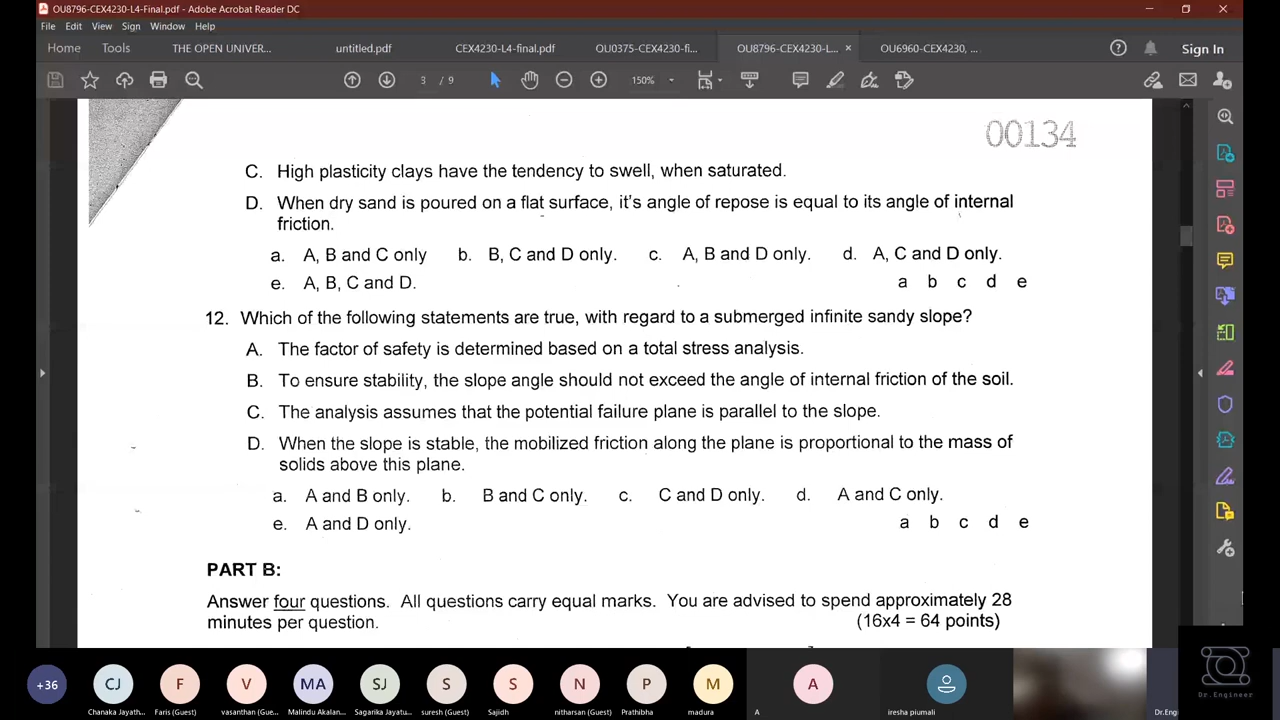 OU8796-CEX4230-L4-Final.pdf - Adobe Acrobat Reader DC
File Edit View Sign Window Help
Home Tools THE OPEN UNIVER... untitled.pdf CEX4230-L4-final.pdf OU0375-CEX4230-fi... OU8796-CEX4230-L... × OU6960-CEX4230, ... Sign In
3 / 9 150%
00134
C. High plasticity clays have the tendency to swell, when saturated.
D. When dry sand is poured on a flat surface, it's angle of repose is equal to its angle of internal
friction.
a. A, B and C only b. B, C and D only. c. A, B and D only. d. A, C and D only.
e. A, B, C and D. a b c d e
12. Which of the following statements are true, with regard to a submerged infinite sandy slope?
A. The factor of safety is determined based on a total stress analysis.
B. To ensure stability, the slope angle should not exceed the angle of internal friction of the soil.
C. The analysis assumes that the potential failure plane is parallel to the slope.
D. When the slope is stable, the mobilized friction along the plane is proportional to the mass of
solids above this plane.
a. A and B only. b. B and C only. c. C and D only. d. A and C only.
e. A and D only. a b c d e
PART B:
Answer four questions. All questions carry equal marks. You are advised to spend approximately 28
minutes per question. (16x4 = 64 points)
+36 CJ F V MA SJ S S N P M A
Chanaka Jayath... Faris (Guest) vasanthan (Gue... Malindu Akalan... Sagarika Jayatu... suresh (Guest) Sajidh nitharsan (Guest) Prathibha madura A iresha piumali Dr.Eng
Dr.Engineer